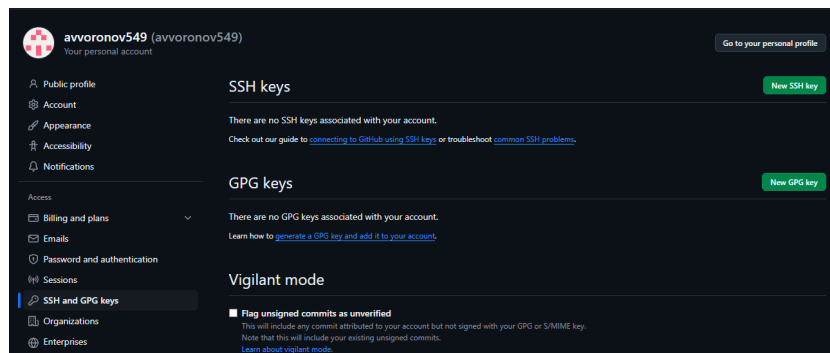 avvoronov549 (avvoronov549)
Your personal account
Go to your personal profile
Public profile
Account
Appearance
Accessibility
Notifications
Access
Billing and plans
Emails
Password and authentication
Sessions
SSH and GPG keys
Organizations
Enterprises
SSH keys
New SSH key
There are no SSH keys associated with your account.
Check out our guide to connecting to GitHub using SSH keys or troubleshoot common SSH problems.
GPG keys
New GPG key
There are no GPG keys associated with your account.
Learn how to generate a GPG key and add it to your account.
Vigilant mode
Flag unsigned commits as unverified
This will include any commit attributed to your account but not signed with your GPG or S/MIME key.
Note that this will include your existing unsigned commits.
Learn about vigilant mode.